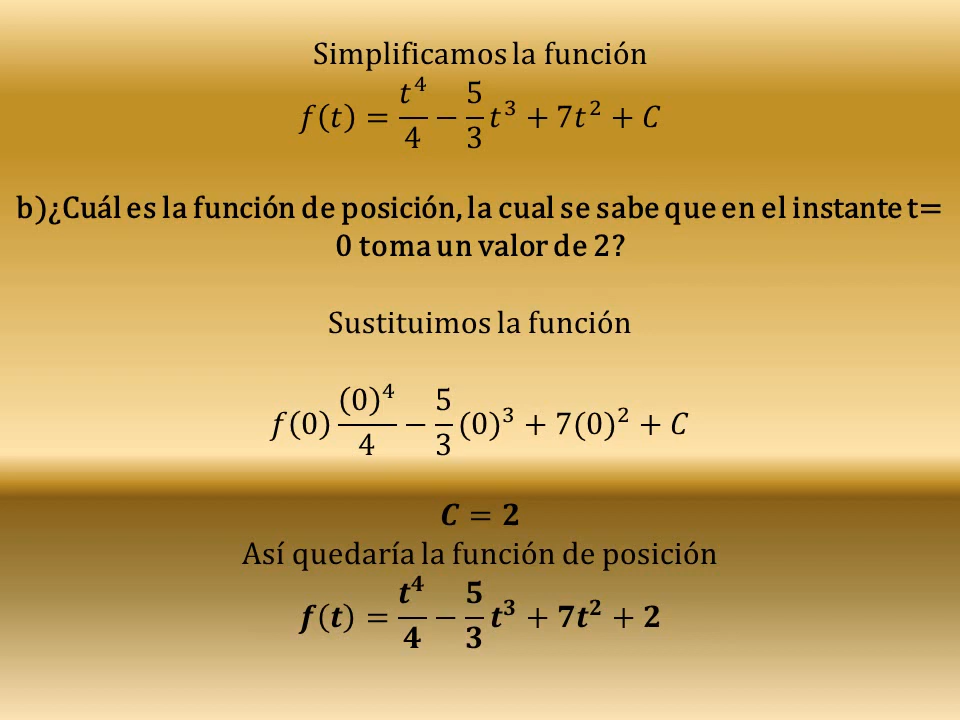 Simplificamos la función
f(t) = t⁴/4 − 5/3 t³ + 7t² + C
b)¿Cuál es la función de posición, la cual se sabe que en el instante t=
0 toma un valor de 2?
Sustituimos la función
f(0) (0)⁴/4 − 5/3 (0)³ + 7(0)² + C
C = 2
Así quedaría la función de posición
f(t) = t⁴/4 − 5/3 t³ + 7t² + 2